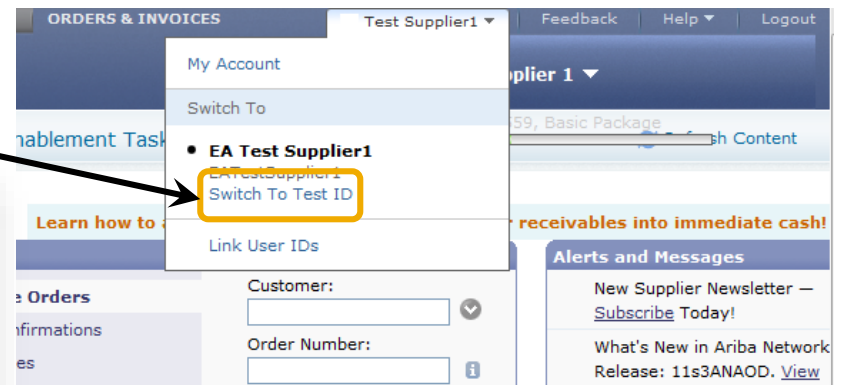 ORDERS & INVOICES
Test Supplier1
Feedback
Help
Logout
My Account
plier 1
Switch To
59, Basic Package
nablement Task
sh Content
EA Test Supplier1
EATestSupplier1
Switch To Test ID
Learn how to a
r receivables into immediate cash!
Link User IDs
Alerts and Messages
e Orders
Customer:
New Supplier Newsletter —
Subscribe Today!
nfirmations
Order Number:
What's New in Ariba Network
es
Release: 11s3ANAOD. View